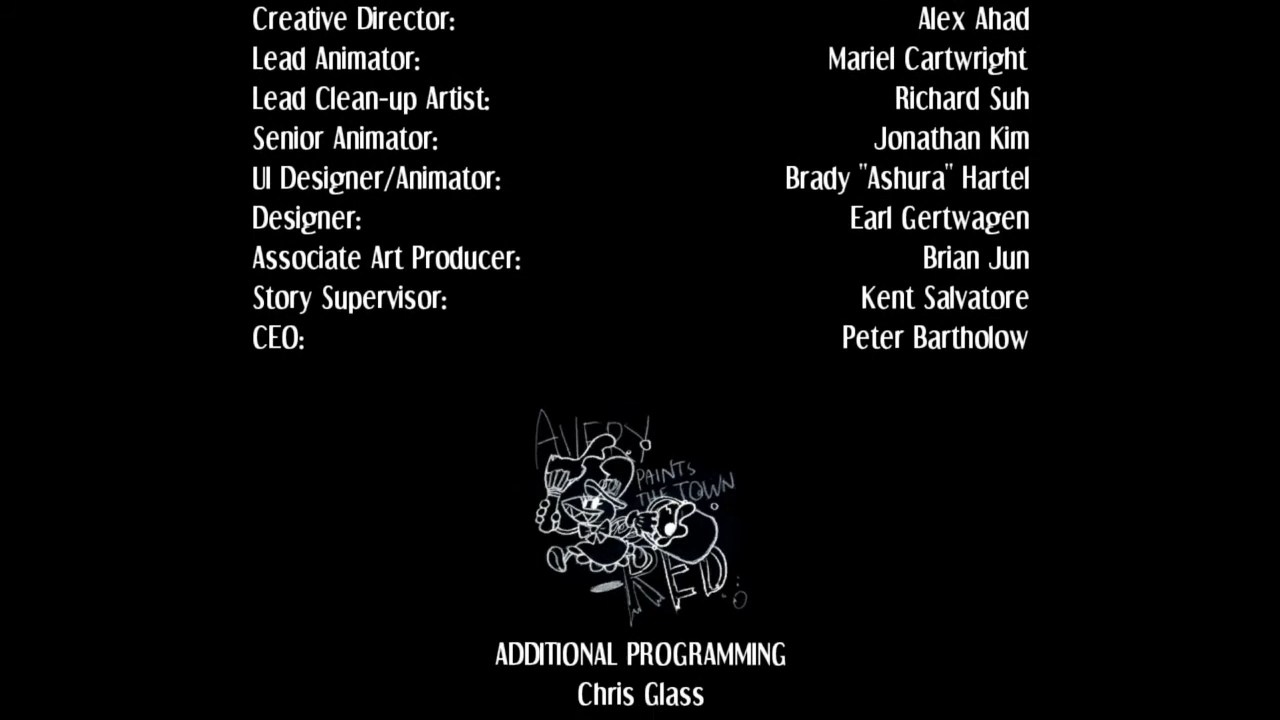 Creative Director: Alex Ahad
Lead Animator: Mariel Cartwright
Lead Clean-up Artist: Richard Suh
Senior Animator: Jonathan Kim
UI Designer/Animator: Brady "Ashura" Hartel
Designer: Earl Gertwagen
Associate Art Producer: Brian Jun
Story Supervisor: Kent Salvatore
CEO: Peter Bartholow
AVERY
PAINTS
THE TOWN
RED
ADDITIONAL PROGRAMMING
Chris Glass